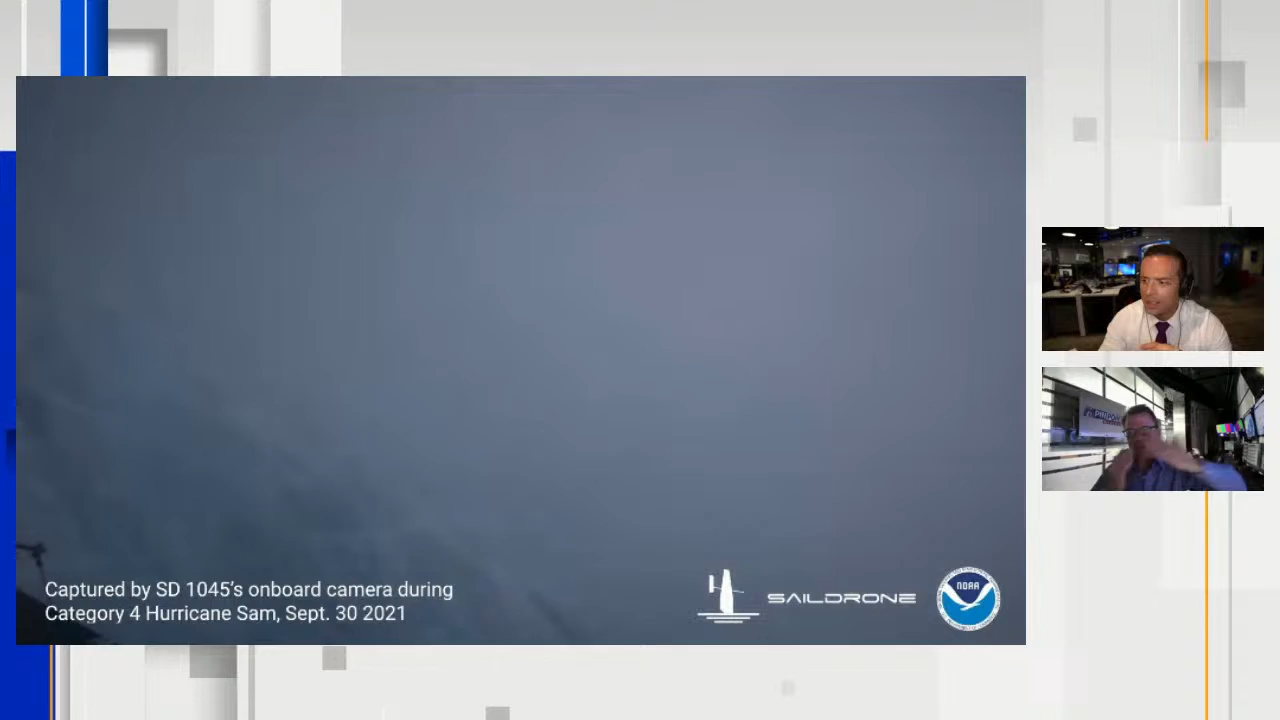 Captured by SD 1045’s onboard camera during
Category 4 Hurricane Sam, Sept. 30 2021
SAILDRONE
NOAA